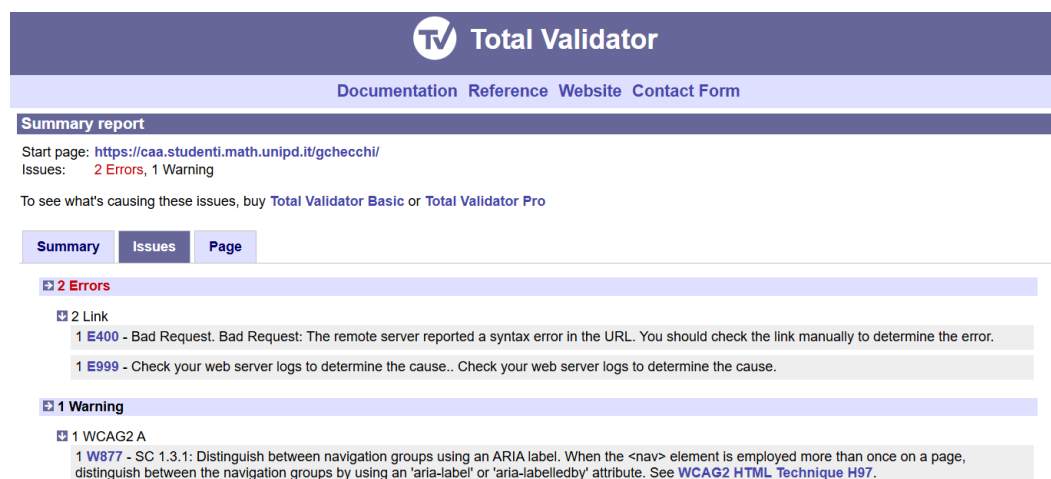 TV Total Validator
Documentation Reference Website Contact Form
Summary report
Start page: https://caa.studenti.math.unipd.it/gchecchi/
Issues: 2 Errors, 1 Warning
To see what's causing these issues, buy Total Validator Basic or Total Validator Pro
Summary Issues Page
2 Errors
2 Link
1 E400 - Bad Request. Bad Request: The remote server reported a syntax error in the URL. You should check the link manually to determine the error.
1 E999 - Check your web server logs to determine the cause.. Check your web server logs to determine the cause.
1 Warning
1 WCAG2 A
1 W877 - SC 1.3.1: Distinguish between navigation groups using an ARIA label. When the <nav> element is employed more than once on a page,
distinguish between the navigation groups by using an 'aria-label' or 'aria-labelledby' attribute. See WCAG2 HTML Technique H97.